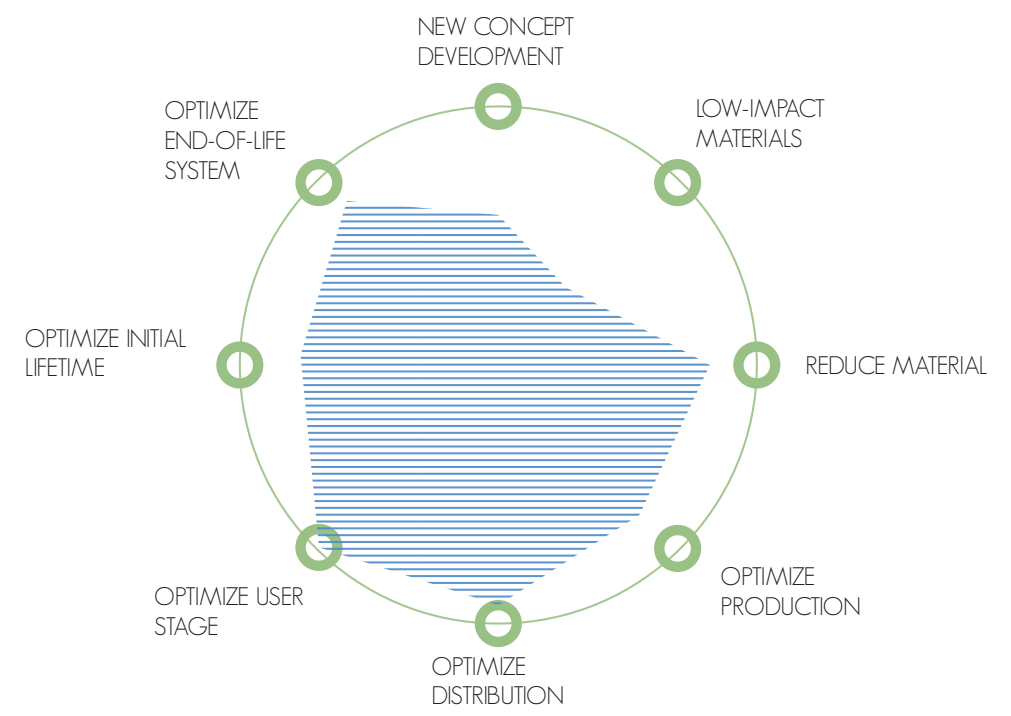 NEW CONCEPT
DEVELOPMENT
LOW-IMPACT
MATERIALS
OPTIMIZE
END-OF-LIFE
SYSTEM
OPTIMIZE INITIAL
LIFETIME
REDUCE MATERIAL
OPTIMIZE
PRODUCTION
OPTIMIZE USER
STAGE
OPTIMIZE
DISTRIBUTION